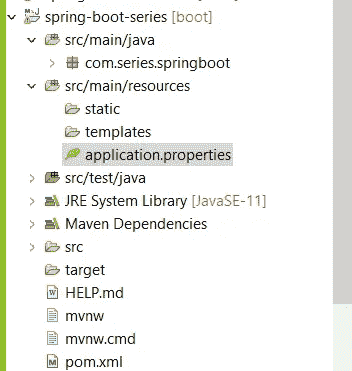 spring-boot-series [boot]
src/main/java
com.series.springboot
src/main/resources
static
templates
application.properties
src/test/java
JRE System Library [JavaSE-11]
Maven Dependencies
src
target
HELP.md
mvnw
mvnw.cmd
pom.xml